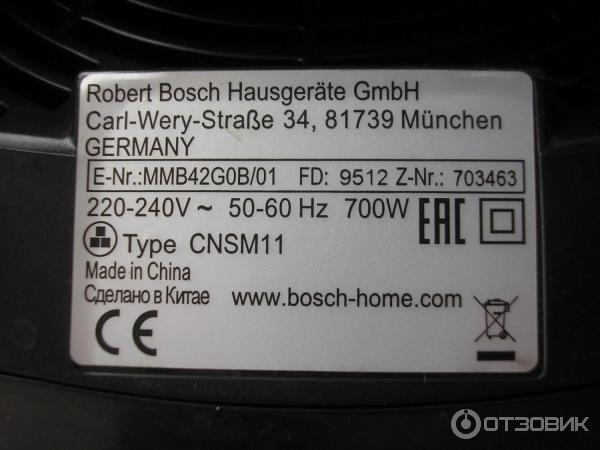 Robert Bosch Hausgeräte GmbH
Carl-Wery-Straße 34, 81739 München
GERMANY
E-Nr.:MMB42G0B/01 FD: 9512 Z-Nr.: 703463
220-240V ~ 50-60 Hz 700W EAC
Type CNSM11
Made in China
Сделано в Китае www.bosch-home.com
CE
ОТЗОВИК